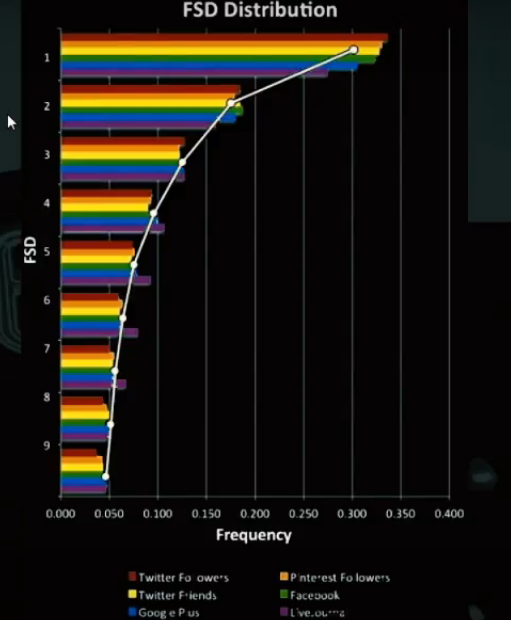 FSD Distribution
1
2
3
4
5
6
7
8
9
FSD
0.000 0.050 0.100 0.150 0.200 0.250 0.300 0.350 0.400
Frequency
Twitter Followers Pinterest Followers
Twitter Friends Facebook
Google Plus LiveJournal